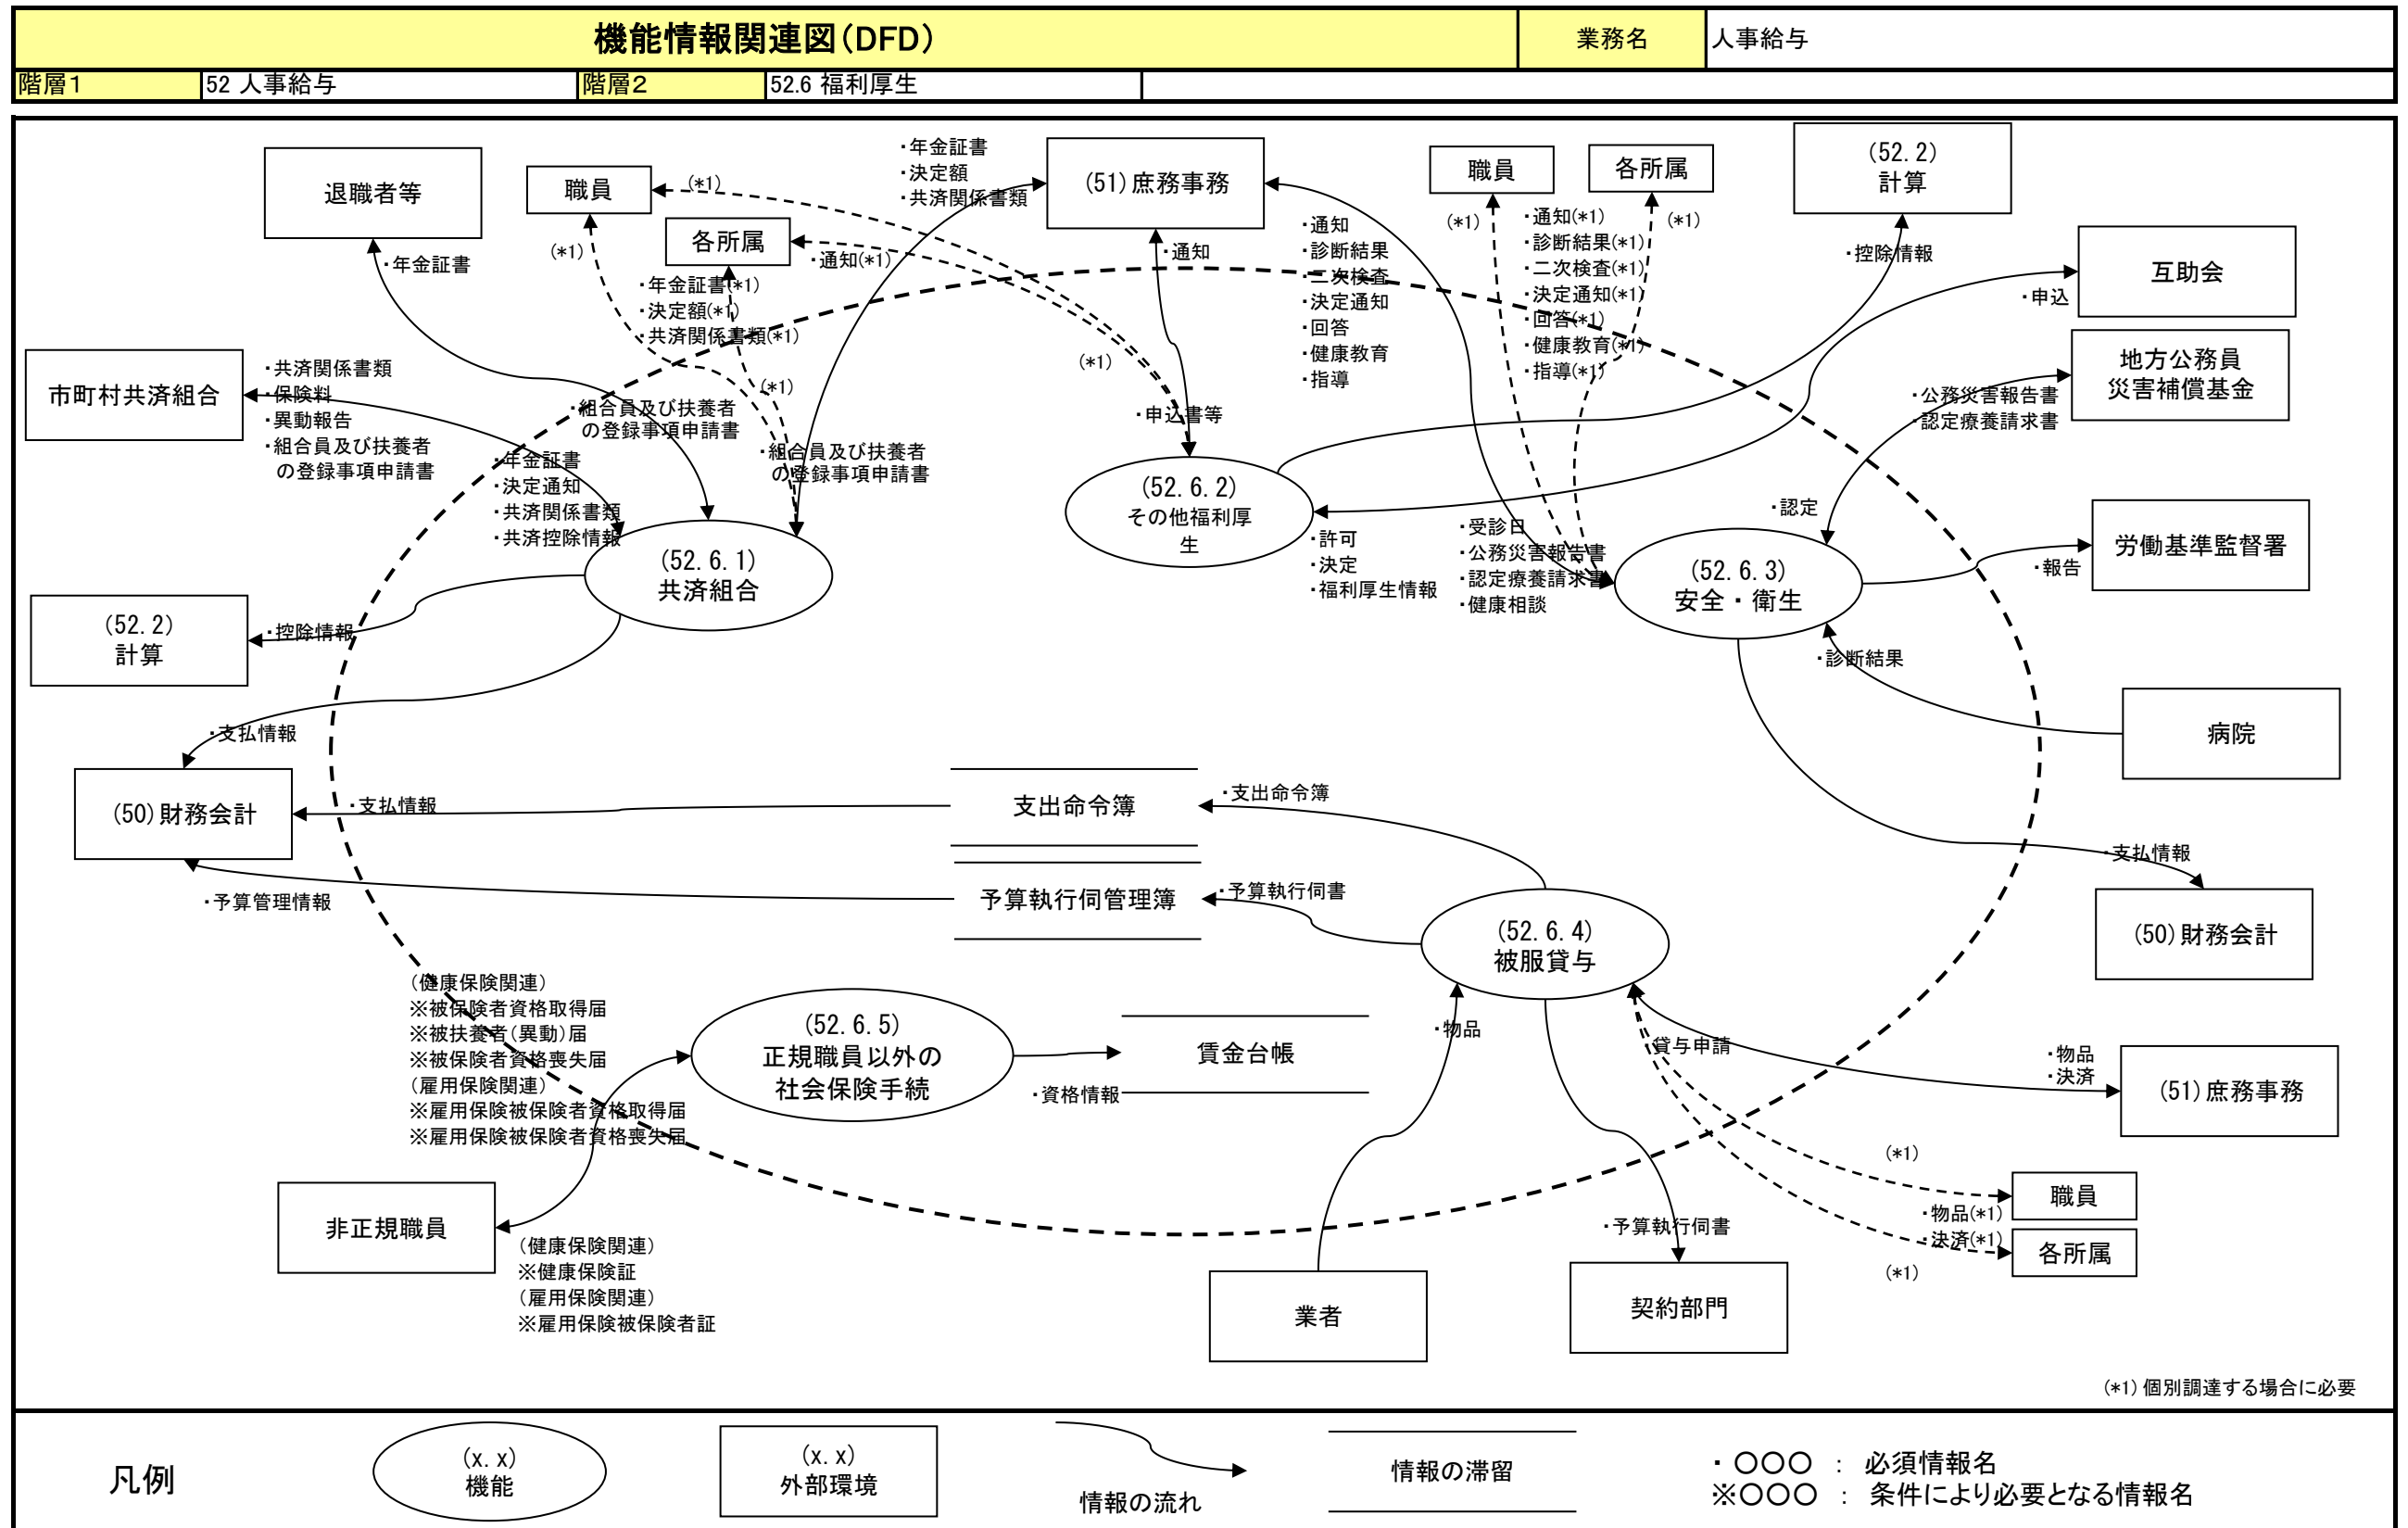 機能情報関連図（DFD）
業務名
人事給与
階層１
52 人事給与
階層２
52.6 福利厚生
退職者等
職員
各所属
(51)庶務事務
職員
各所属
(52.2)
計算
互助会
地方公務員
災害補償基金
市町村共済組合
労働基準監督署
病院
(52.2)
計算
(50)財務会計
(50)財務会計
(51)庶務事務
職員
各所属
非正規職員
業者
契約部門
・年金証書
(*1)
(*1)
・通知(*1)
・年金証書(*1)
・決定額(*1)
・共済関係書類(*1)
(*1)
・年金証書
・決定額
・共済関係書類
・通知
(*1)
・申込書等
・通知
・診断結果
・二次検査
・決定通知
・回答
・健康教育
・指導
(*1)
・通知(*1)
・診断結果(*1)
・二次検査(*1)
・決定通知(*1)
・回答(*1)
・健康教育(*1)
・指導(*1)
(*1)
・控除情報
・申込
・公務災害報告書
・認定療養請求書
・認定
・報告
・診断結果
・共済関係書類
・保険料
・異動報告
・組合員及び扶養者
の登録事項申請書
・組合員及び扶養者
の登録事項申請書
・年金証書
・決定通知
・共済関係書類
・共済控除情報
・組合員及び扶養者
の登録事項申請書
(52.6.1)
共済組合
(52.6.2)
その他福利厚
生
・許可
・決定
・福利厚生情報
・受診日
・公務災害報告書
・認定療養請求書
・健康相談
(52.6.3)
安全・衛生
・控除情報
・支払情報
・支払情報
支出命令簿
・支出命令簿
・予算管理情報
予算執行伺管理簿
・予算執行伺書
・支払情報
(52.6.4)
被服貸与
（健康保険関連）
※被保険者資格取得届
※被扶養者（異動）届
※被保険者資格喪失届
（雇用保険関連）
※雇用保険被保険者資格取得届
※雇用保険被保険者資格喪失届
(52.6.5)
正規職員以外の
社会保険手続
・資格情報
賃金台帳
・物品
貸与申請
・物品
・決済
(*1)
・物品(*1)
・決済(*1)
(*1)
・予算執行伺書
（健康保険関連）
※健康保険証
（雇用保険関連）
※雇用保険被保険者証
(*1)個別調達する場合に必要
凡例
(x.x)
機能
(x.x)
外部環境
情報の流れ
情報の滞留
・ 〇〇〇 ： 必須情報名
※〇〇〇 ： 条件により必要となる情報名